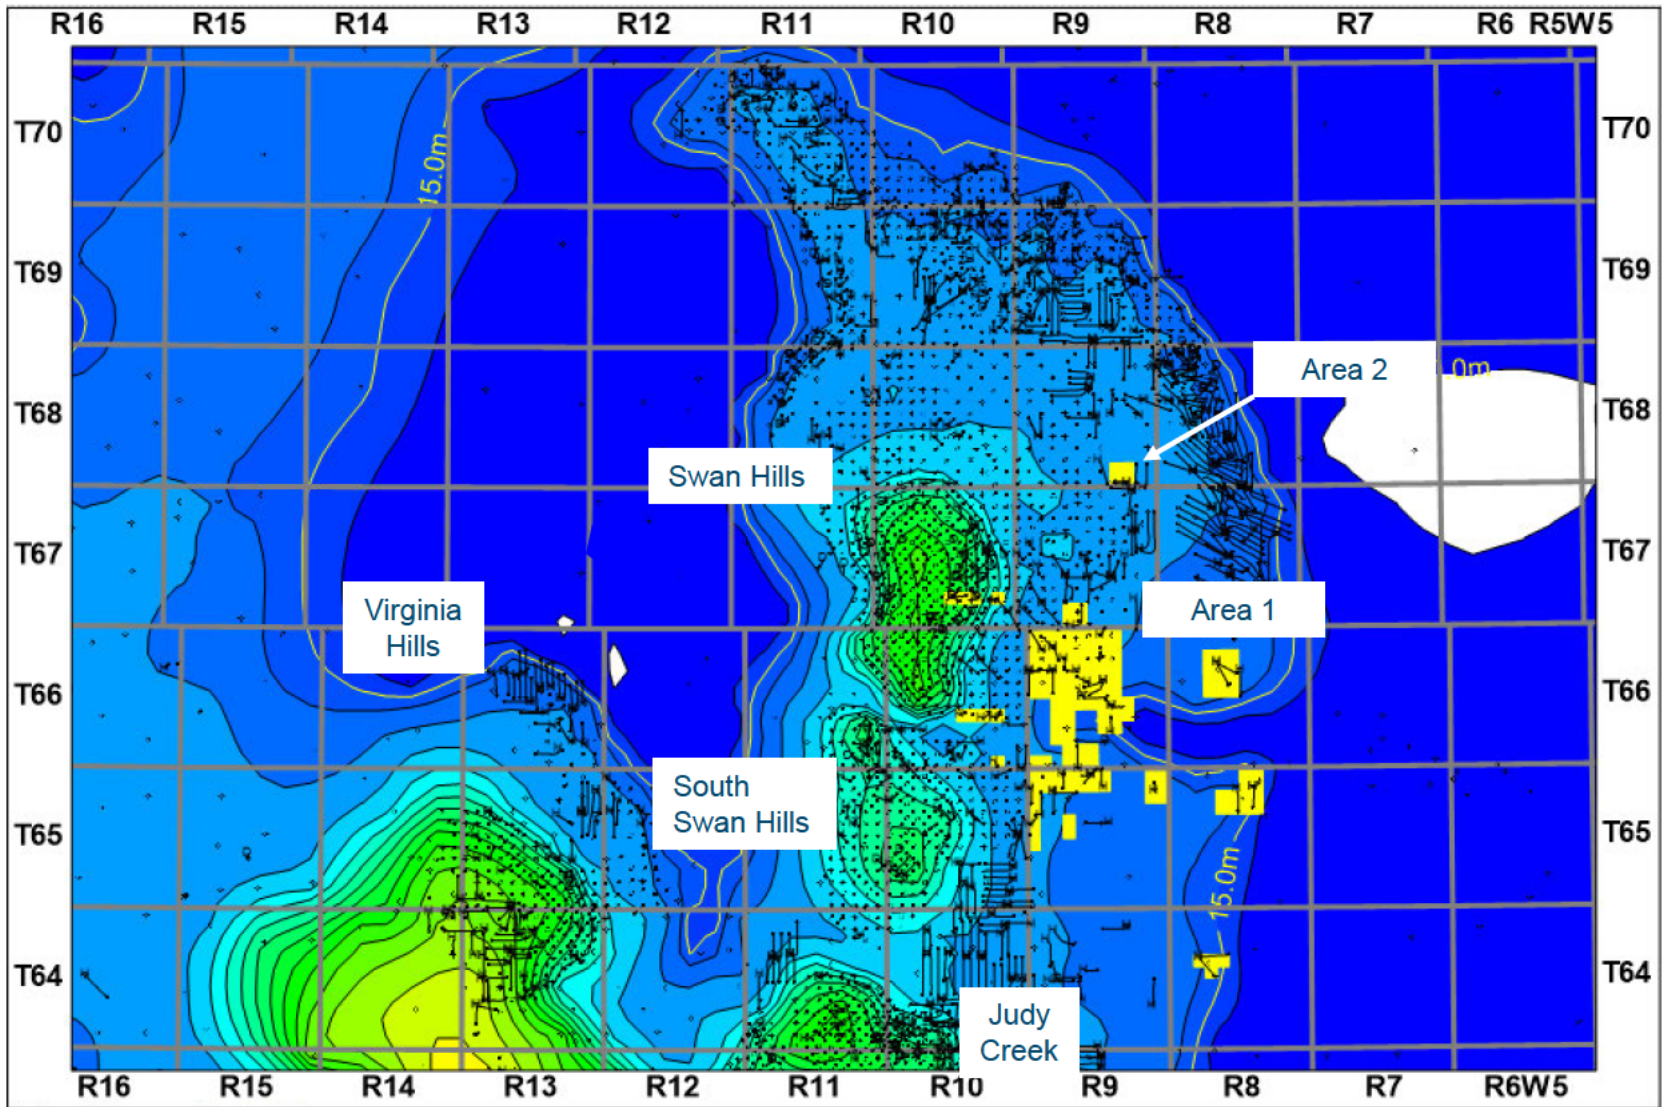 R16 R15 R14 R13 R12 R11 R10 R9 R8 R7 R6 R5W5
T70 T70
15.0m
T69 T69
Area 2
.0m
T68 T68
Swan Hills
T67 T67
Virginia
Hills
Area 1
T66 T66
South
Swan Hills
T65 T65
15.0m
T64 T64
Judy
Creek
R16 R15 R14 R13 R12 R11 R10 R9 R8 R7 R6W5